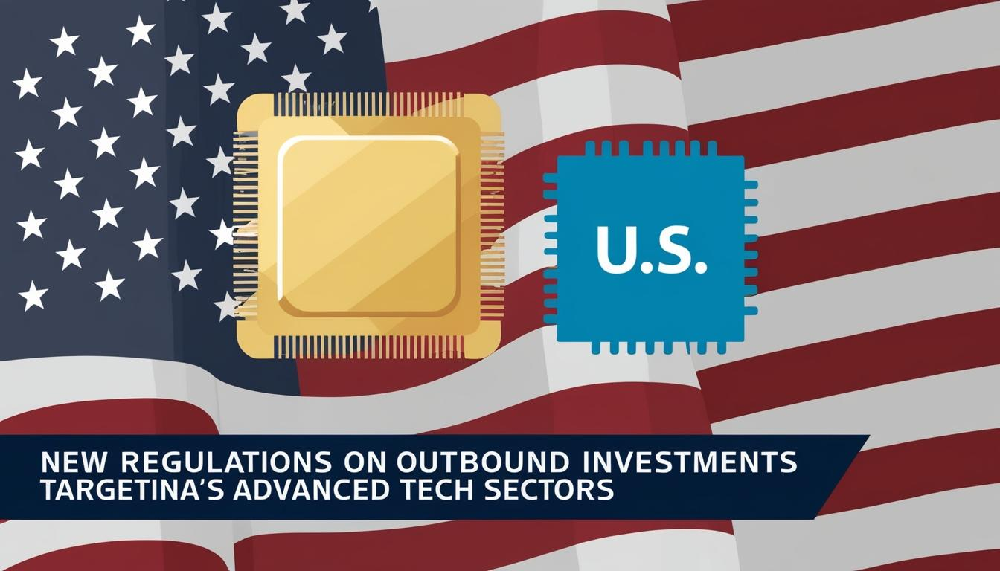 U.S.
NEW REGULATIONS ON OUTBOUND INVESTMENTS
TARGETINA'S ADVANCED TECH SECTORS